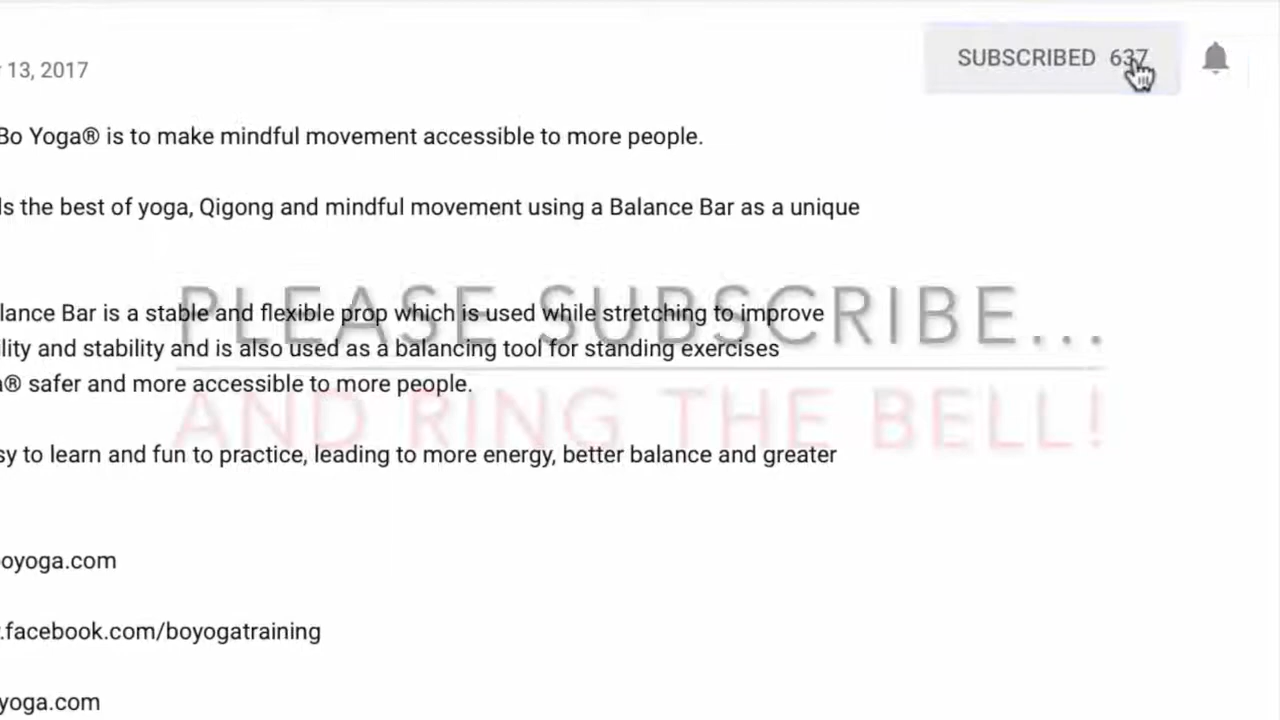 13, 2017
SUBSCRIBED 637
Bo Yoga® is to make mindful movement accessible to more people.
the best of yoga, Qigong and mindful movement using a Balance Bar as a unique
PLEASE SUBSCRIBE...
Bar is a stable and flexible prop which is used while stretching to improve
and stability and is also used as a balancing tool for standing exercises
safer and more accessible to more people.
AND RING THE BELL!
to learn and fun to practice, leading to more energy, better balance and greater
oyoga.com
.facebook.com/boyogatraining
yoga.com